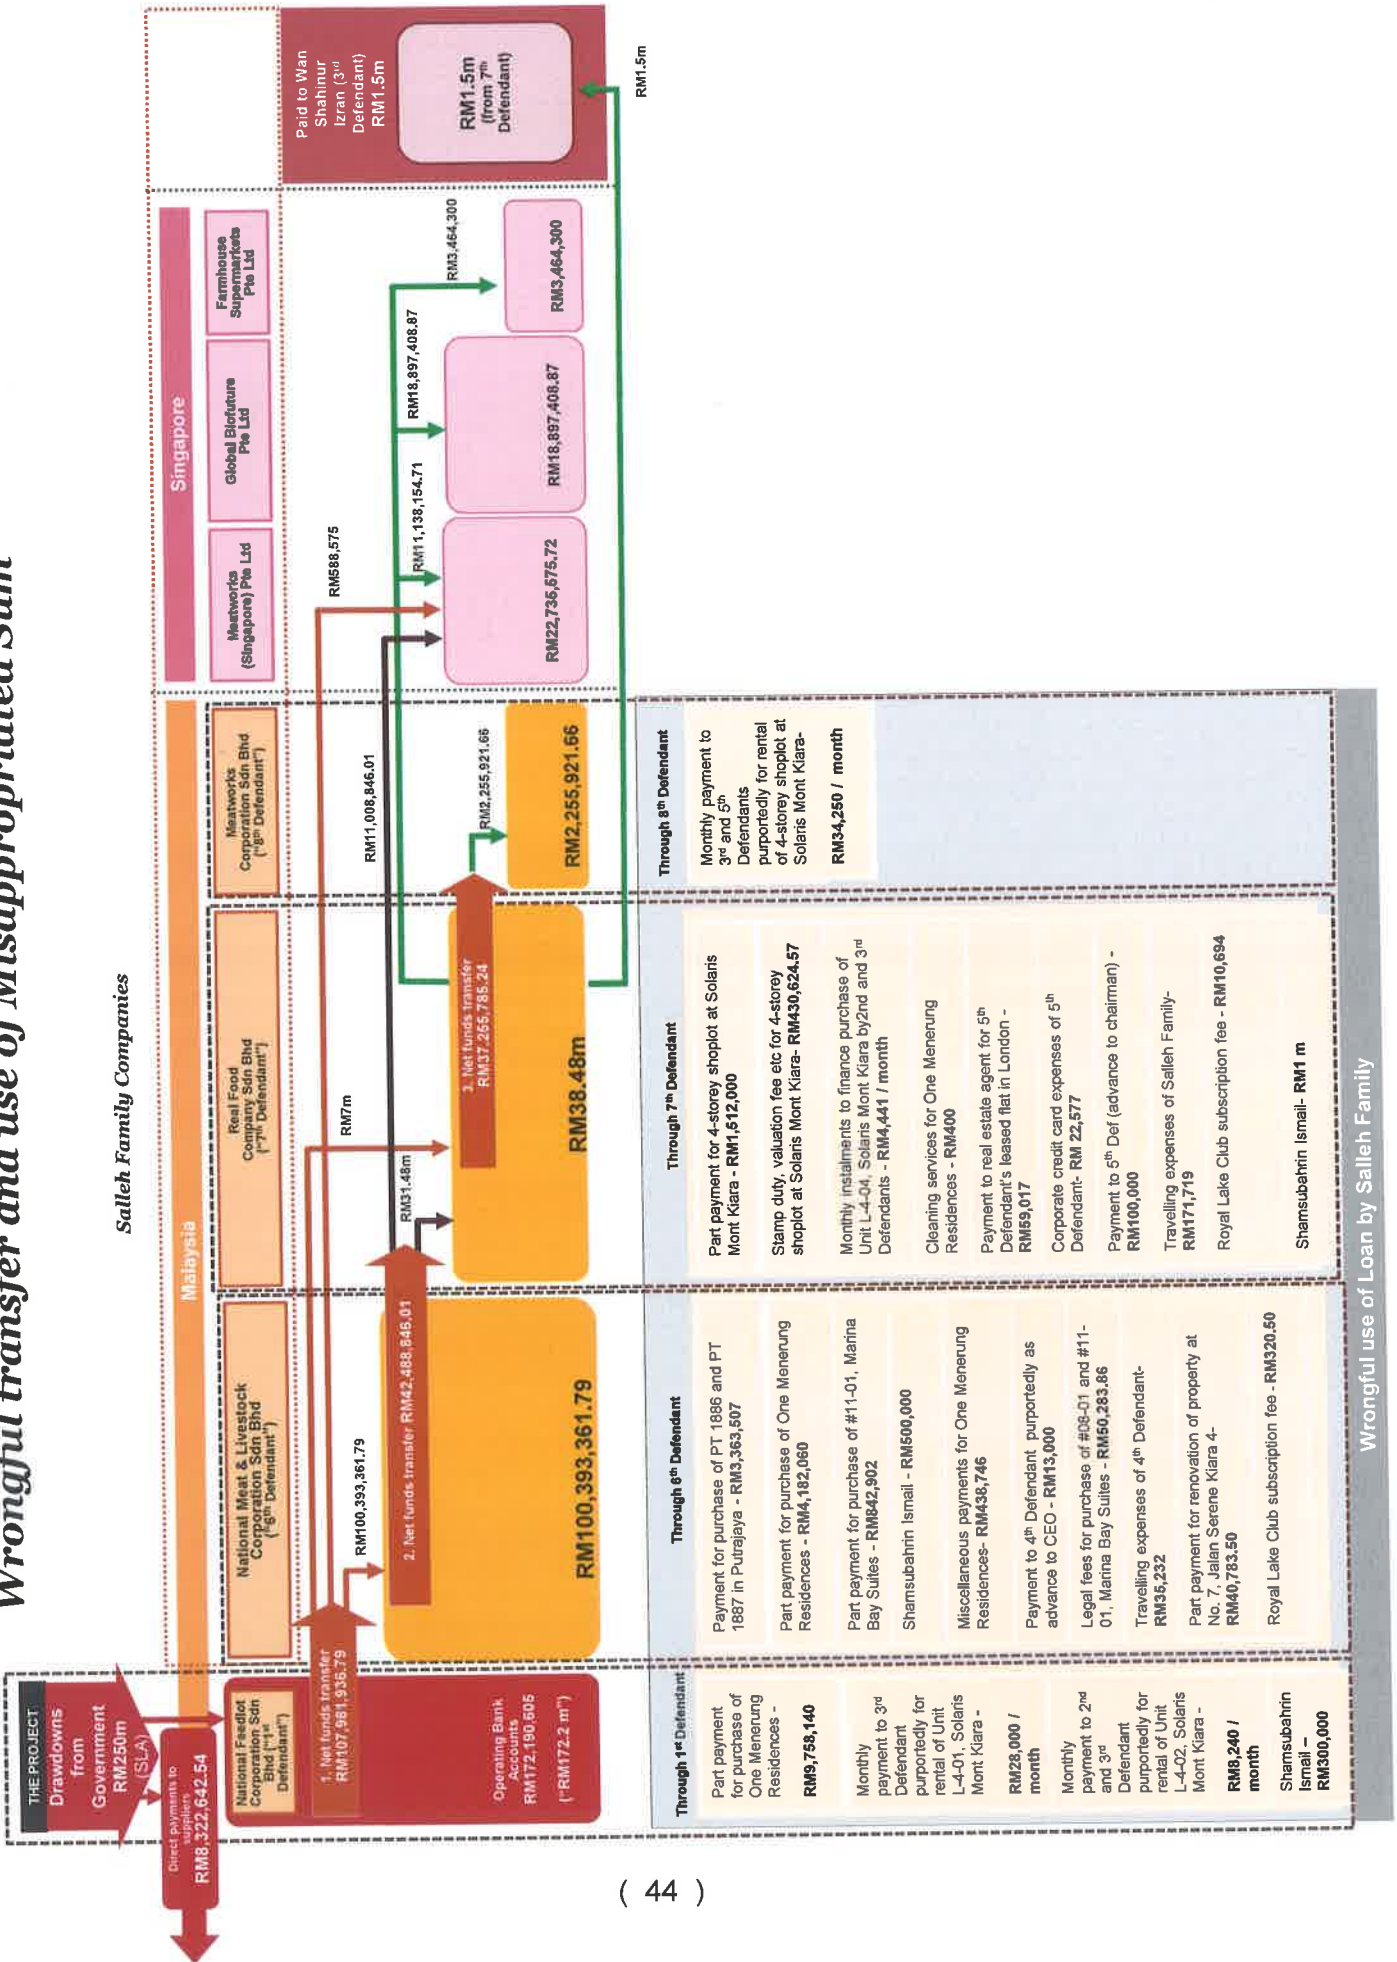 Wrongful transfer and use of Misappropriated Sum
Salleh Family Companies
THE PROJECT
Drawdowns
from
Government
RM250m
(SLA)
Direct payments to
suppliers
RM8,322,642.54
Malaysia
Singapore
National Feedlot
Corporation Sdn
Bhd ("1st
Defendant")
National Meat & Livestock
Corporation Sdn Bhd
("6th Defendant")
Real Food
Company Sdn Bhd
("7th Defendant")
Meatworks
Corporation Sdn Bhd
("8th Defendant")
Meatworks
(Singapore) Pte Ltd
Global Biofuture
Pte Ltd
Farmhouse
Supermarkets
Pte Ltd
Paid to Wan
Shahinur
Izran (3rd
Defendant)
RM1.5m
RM1.5m
(from 7th
Defendant)
RM1.5m
1. Net funds transfer
RM107,981,936.79
Operating Bank
Accounts
RM172,190,605
("RM172.2 m")
RM100,393,361.79
2. Net funds transfer RM42,488,846.01
RM100,393,361.79
RM7m
RM31.48m
3. Net funds transfer
RM37,255,785.24
RM38.48m
RM11,008,846.01
RM2,255,921.66
RM2,255,921.66
RM588,575
RM11,138,154.71
RM22,735,575.72
RM18,897,408.87
RM18,897,408.87
RM3,464,300
RM3,464,300
Through 1st Defendant
Part payment
for purchase of
One Menerung
Residences -
RM9,758,140
Monthly
payment to 3rd
Defendant
purportedly for
rental of Unit
L-4-01, Solaris
Mont Kiara -
RM28,000 /
month
Monthly
payment to 2nd
and 3rd
Defendant
purportedly for
rental of Unit
L-4-02, Solaris
Mont Kiara -
RM8,240 /
month
Shamsubahrin
Ismail –
RM300,000
Through 6th Defendant
Payment for purchase of PT 1886 and PT
1887 in Putrajaya - RM3,363,507
Part payment for purchase of One Menerung
Residences - RM4,182,060
Part payment for purchase of #11-01, Marina
Bay Suites - RM842,902
Shamsubahrin Ismail - RM500,000
Miscellaneous payments for One Menerung
Residences- RM438,746
Payment to 4th Defendant purportedly as
advance to CEO - RM13,000
Legal fees for purchase of #08-01 and #11-
01, Marina Bay Suites - RM50,283.86
Travelling expenses of 4th Defendant-
RM35,232
Part payment for renovation of property at
No. 7, Jalan Serene Kiara 4-
RM40,783.50
Royal Lake Club subscription fee - RM320.50
Through 7th Defendant
Part payment for 4-storey shoplot at Solaris
Mont Kiara - RM1,512,000
Stamp duty, valuation fee etc for 4-storey
shoplot at Solaris Mont Kiara- RM430,624.57
Monthly instalments to finance purchase of
Unit L-4-04, Solaris Mont Kiara by2nd and 3rd
Defendants - RM4,441 / month
Cleaning services for One Menerung
Residences - RM400
Payment to real estate agent for 5th
Defendant's leased flat in London -
RM59,017
Corporate credit card expenses of 5th
Defendant- RM 22,577
Payment to 5th Def (advance to chairman) -
RM100,000
Travelling expenses of Salleh Family-
RM171,719
Royal Lake Club subscription fee - RM10,694
Shamsubahrin Ismail- RM1 m
Through 8th Defendant
Monthly payment to
3rd and 5th
Defendants
purportedly for rental
of 4-storey shoplot at
Solaris Mont Kiara-
RM34,250 / month
Wrongful use of Loan by Salleh Family
( 44 )